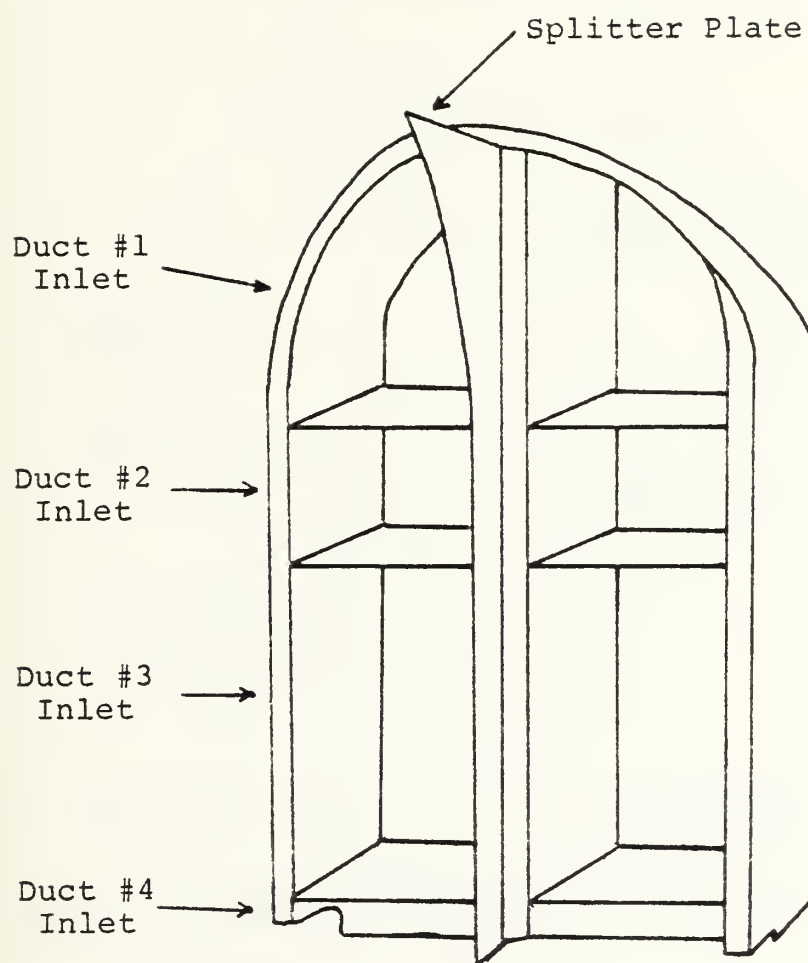 Splitter Plate
Duct #1
Inlet
Duct #2
Inlet
Duct #3
Inlet
Duct #4
Inlet